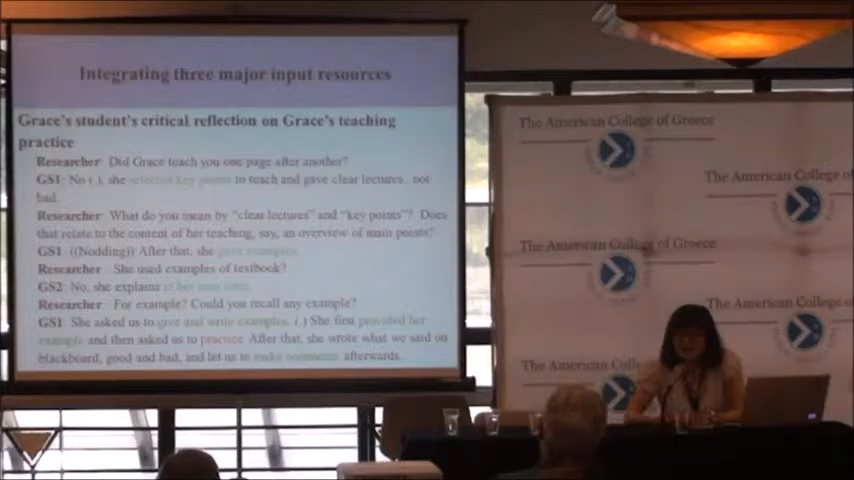 Integrating three major input resources
Grace's student's critical reflection on Grace's teaching
practice
Researcher: Did Grace teach you one page after another?
GS1: No (.), she selected key points to teach and gave clear lectures, not
bad.
Researcher: What do you mean by "clear lectures" and "key points"? Does
that relate to the content of her teaching, say, an overview of main points?
GS1: ((Nodding)) After that, she gave examples.
Researcher: She used examples of textbook?
GS2: No, she explains of her own
Researcher: For example? Could you recall any example?
GS1: She asked us to give and write examples. (.) She first provided her
example and then asked us to practice. After that, she wrote what we said on
blackboard, good and bad, and let us to make comments afterwards.
The American College of Greece
The American College of
The American College of Greece
The American College o
The American Coll